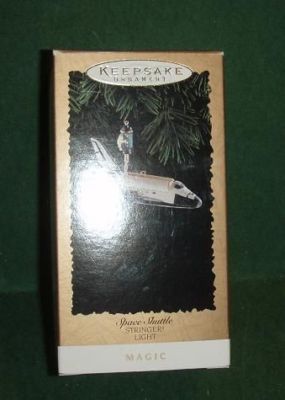 KEEPSAKE
ORNAMENT
Space Shuttle
STRINGER!
LIGHT
MAGIC